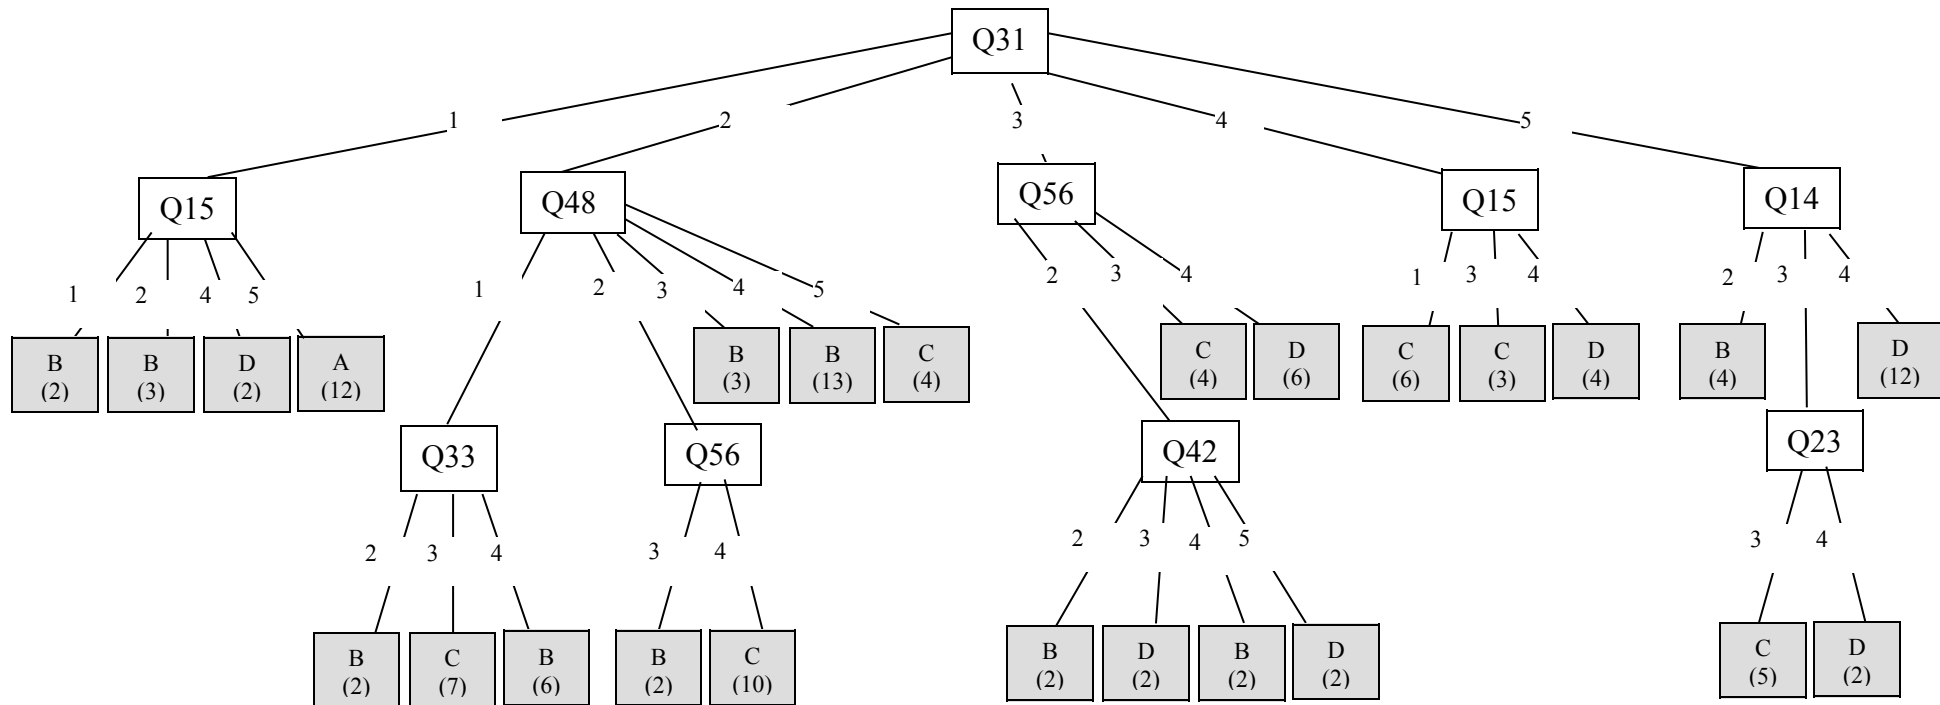 Q31
1 2 3 4 5
Q15 Q48 Q56 Q15 Q14
1 2 4 5 1 2 3 4 5 2 3 4 1 3 4 2 3 4
B B D A B B C C D C C D B D
(2) (3) (2) (12) (3) (13) (4) (4) (6) (6) (3) (4) (4) (12)
Q33 Q56 Q42 Q23
2 3 4 3 4 2 3 4 5 3 4
B C B B C B D B D C D
(2) (7) (6) (2) (10) (2) (2) (2) (2) (5) (2)